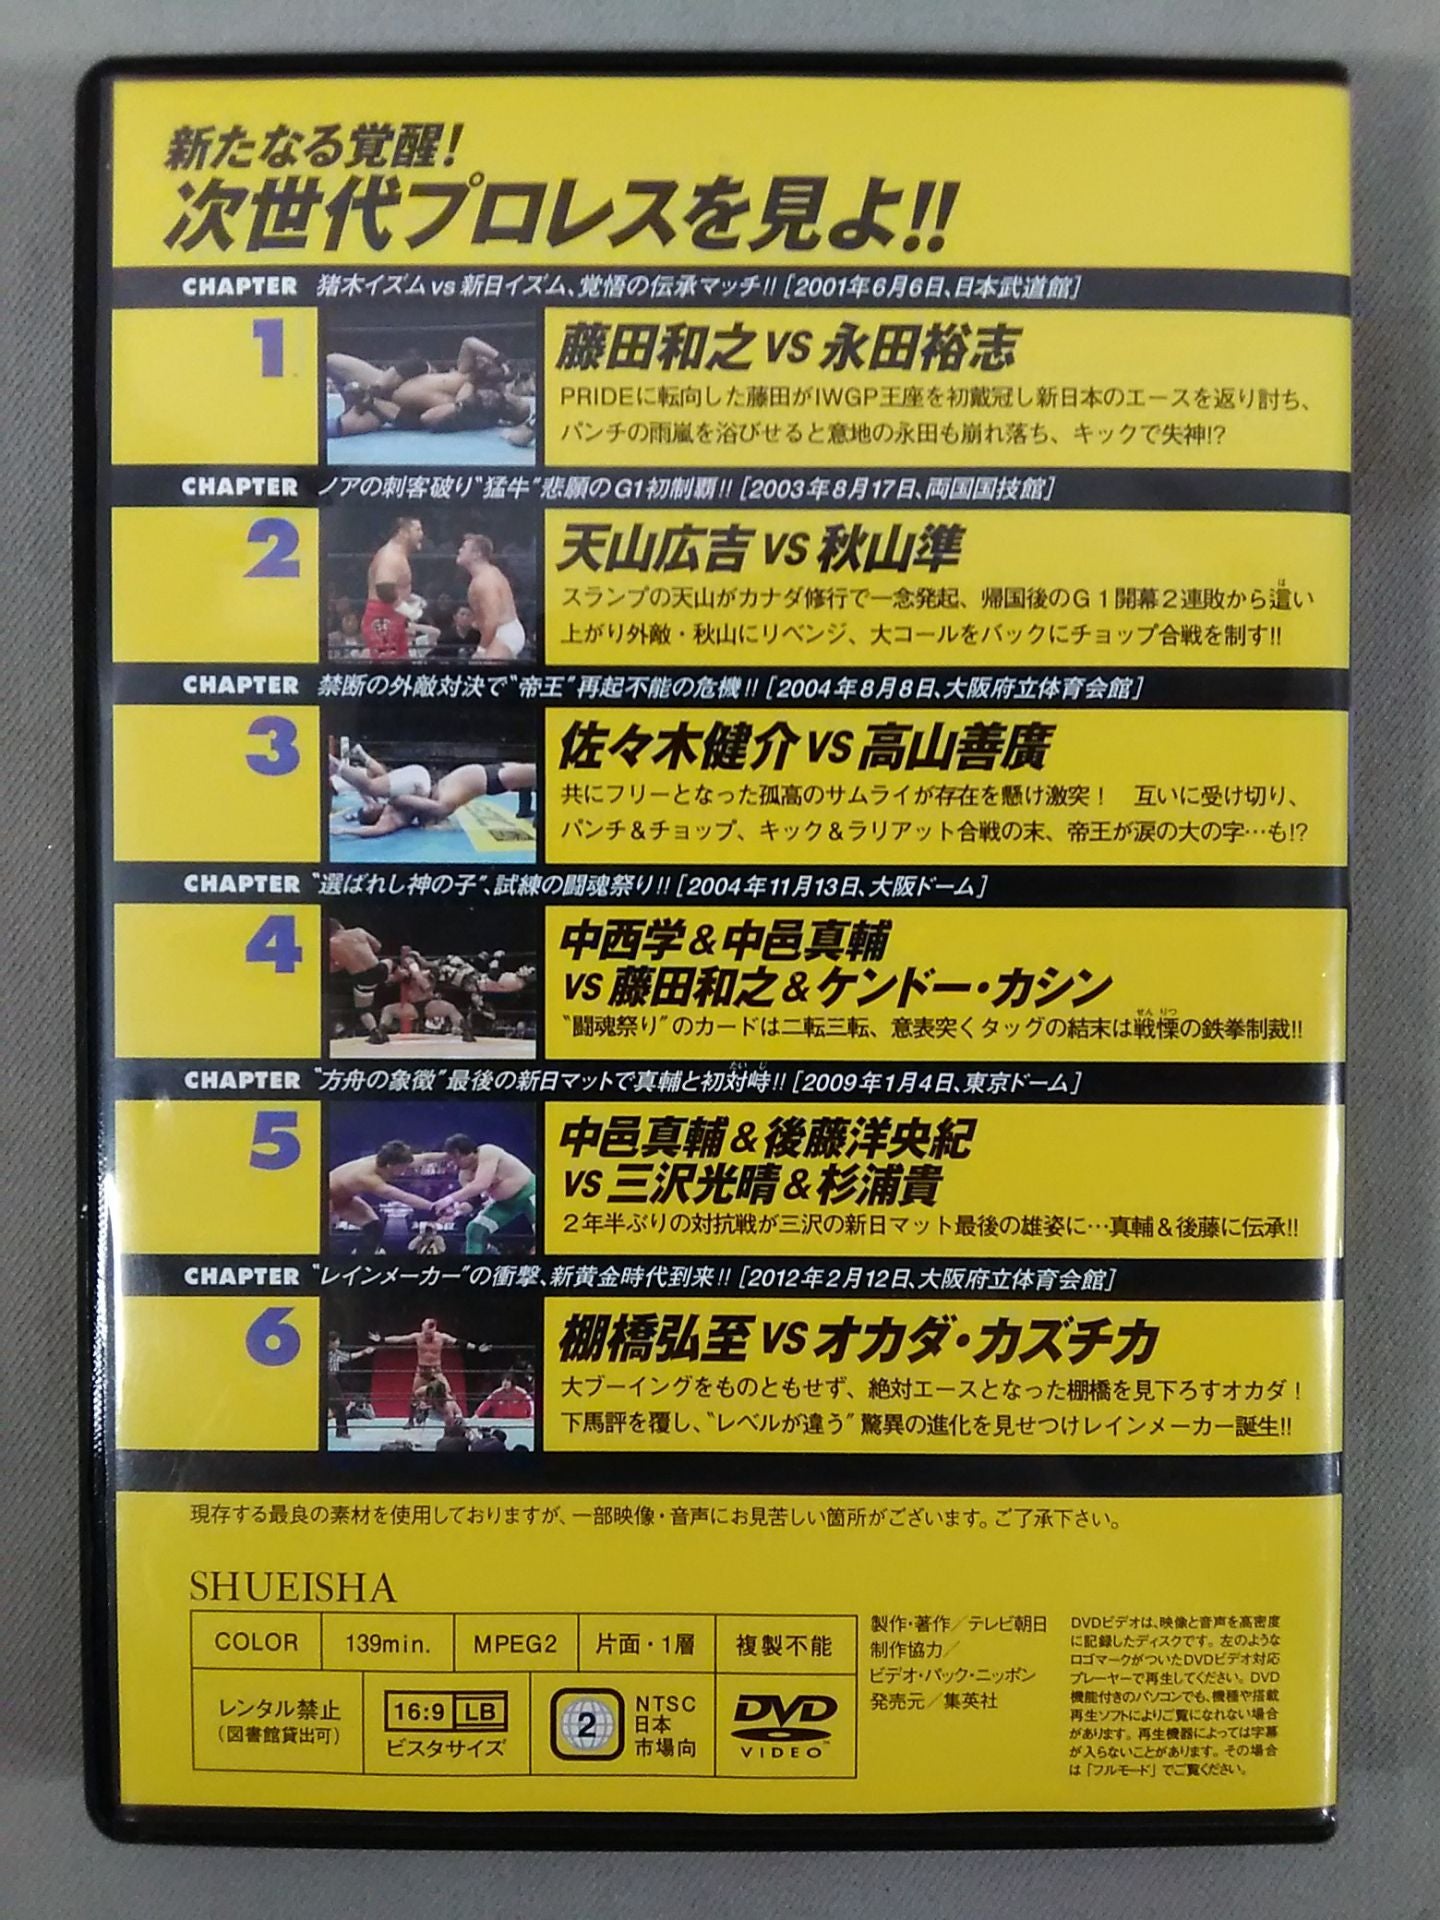 新たなる覚醒!
次世代プロレスを見よ!!
CHAPTER 猪木イズムvs新日イズム、覚悟の伝承マッチ!! [2001年6月6日、日本武道館]
1
藤田和之 VS 永田裕志
PRIDEに転向した藤田がIWGP王座を初戴冠し新日本のエースを返り討ち、
パンチの雨嵐を浴びせると意地の永田も崩れ落ち、キックで失神!?
CHAPTER ノアの刺客破り"猛牛"悲願のG1初制覇!! [2003年8月17日、両国国技館]
2
天山広吉 VS 秋山準
スランプの天山がカナダ修行で一念発起、帰国後のG1開幕2連敗から這い
は
上がり外敵・秋山にリベンジ、大コールをバックにチョップ合戦を制す!!
CHAPTER 禁断の外敵対決で"帝王"再起不能の危機!! [2004年8月8日、大阪府立体育会館]
3
佐々木健介 VS 高山善廣
共にフリーとなった孤高のサムライが存在を懸け激突! 互いに受け切り、
パンチ&チョップ、キック&ラリアット合戦の末、帝王が涙の大の字…も!?
CHAPTER "選ばれし神の子"、試練の闘魂祭り!! [2004年11月13日、大阪ドーム]
4
中西学&中邑真輔
VS 藤田和之&ケンドー・カシン
せんりつ
"闘魂祭り"のカードは二転三転、意表突くタッグの結末は戦慄の鉄拳制裁!!
たいじ
CHAPTER "方舟の象徴"最後の新日マットで真輔と初対峙!! [2009年1月4日、東京ドーム]
5
中邑真輔&後藤洋央紀
VS 三沢光晴&杉浦貴
2年半ぶりの対抗戦が三沢の新日マット最後の雄姿に…真輔&後藤に伝承!!
CHAPTER "レインメーカー"の衝撃、新黄金時代到来!! [2012年2月12日、大阪府立体育会館]
6
棚橋弘至 VS オカダ・カズチカ
大ブーイングをものともせず、絶対エースとなった棚橋を見下ろすオカダ!
下馬評を覆し、"レベルが違う"驚異の進化を見せつけレインメーカー誕生!!
現存する最良の素材を使用しておりますが、一部映像・音声にお見苦しい箇所がございます。ご了承下さい。
SHUEISHA
COLOR 139min. MPEG2 片面・1層 複製不能
レンタル禁止
(図書館貸出可)
16:9 LB
ビスタサイズ
2
NTSC
日本
市場向
DVD
VIDEO
製作・著作/テレビ朝日
制作協力/
ビデオ・パック・ニッポン
発売元/集英社
DVDビデオは、映像と音声を高密度
に記録したディスクです。左のような
ロゴマークがついたDVDビデオ対応
プレーヤーで再生してください。DVD
機能付きのパソコンでも、機種や搭載
再生ソフトによりご覧になれない場合
があります。再生機器によっては字幕
が入らないことがあります。その場合
は「フルモード」でご覧ください。